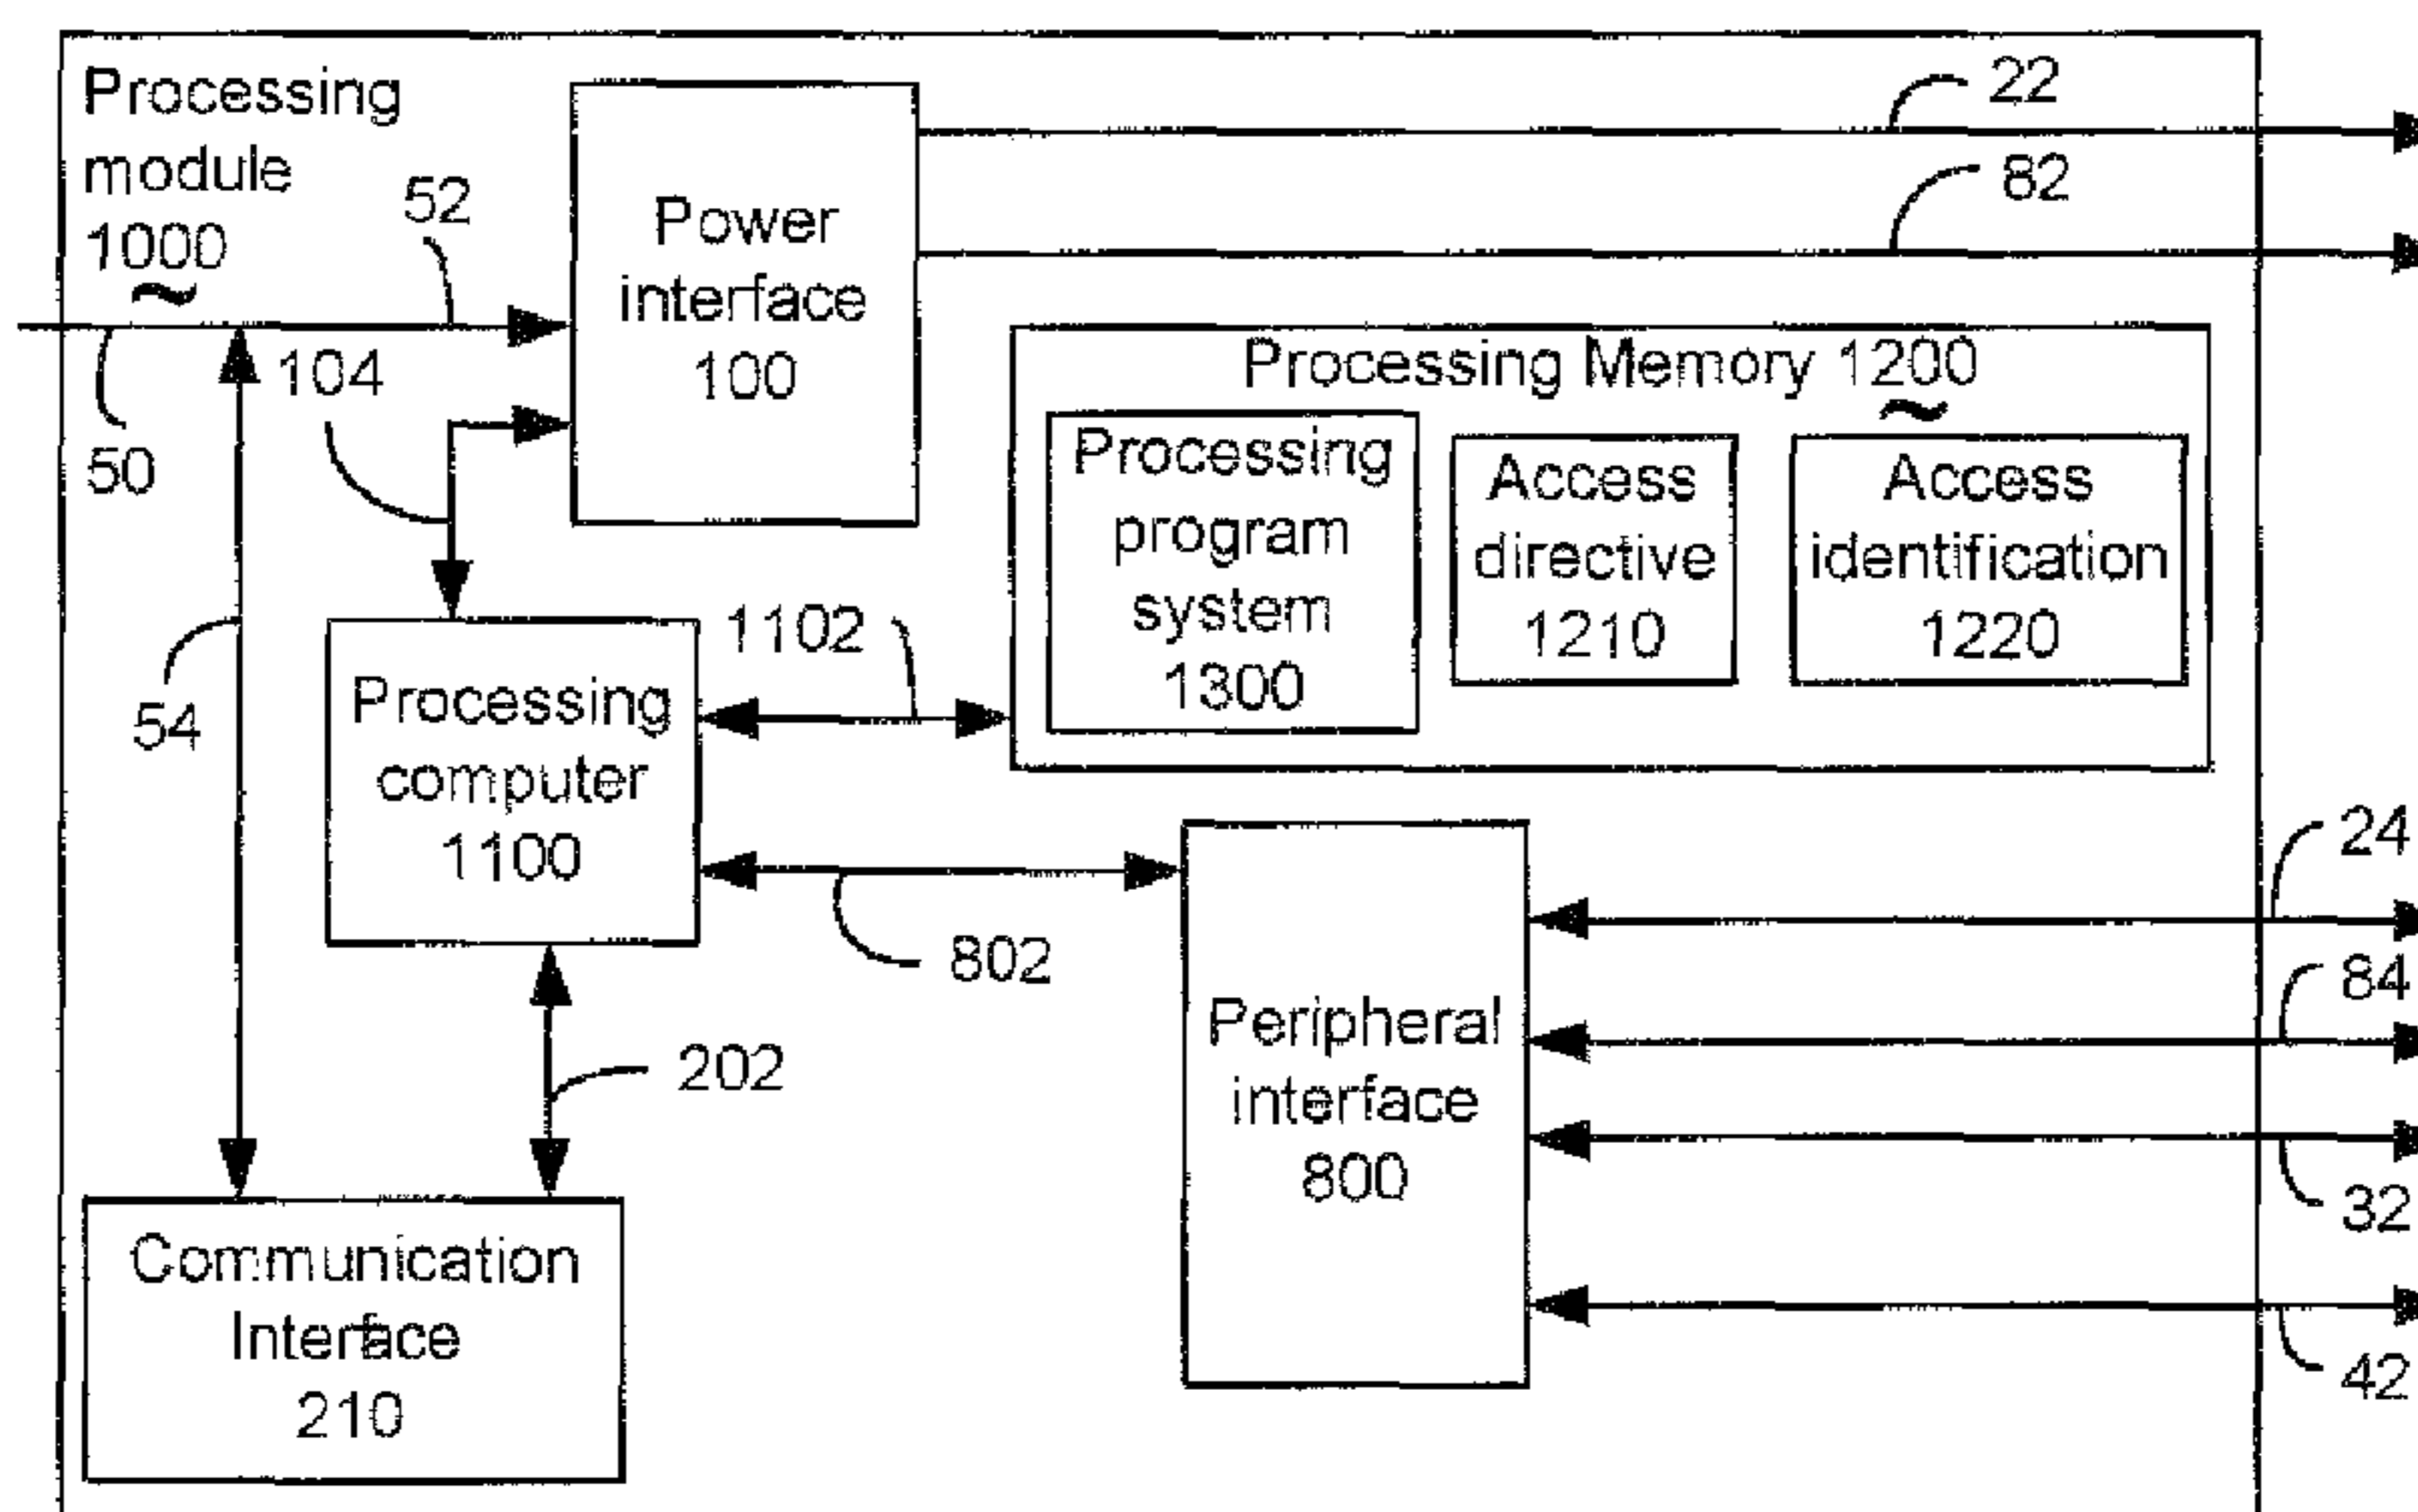 Processing
module
1000
52
50
104
54
Power
interface
100
22
82
Processing Memory 1200
Processing
program
system
1300
Access
directive
1210
Access
identification
1220
1102
Processing
computer
1100
802
202
Communication
Interface
210
Peripheral
interface
800
24
84
32
42